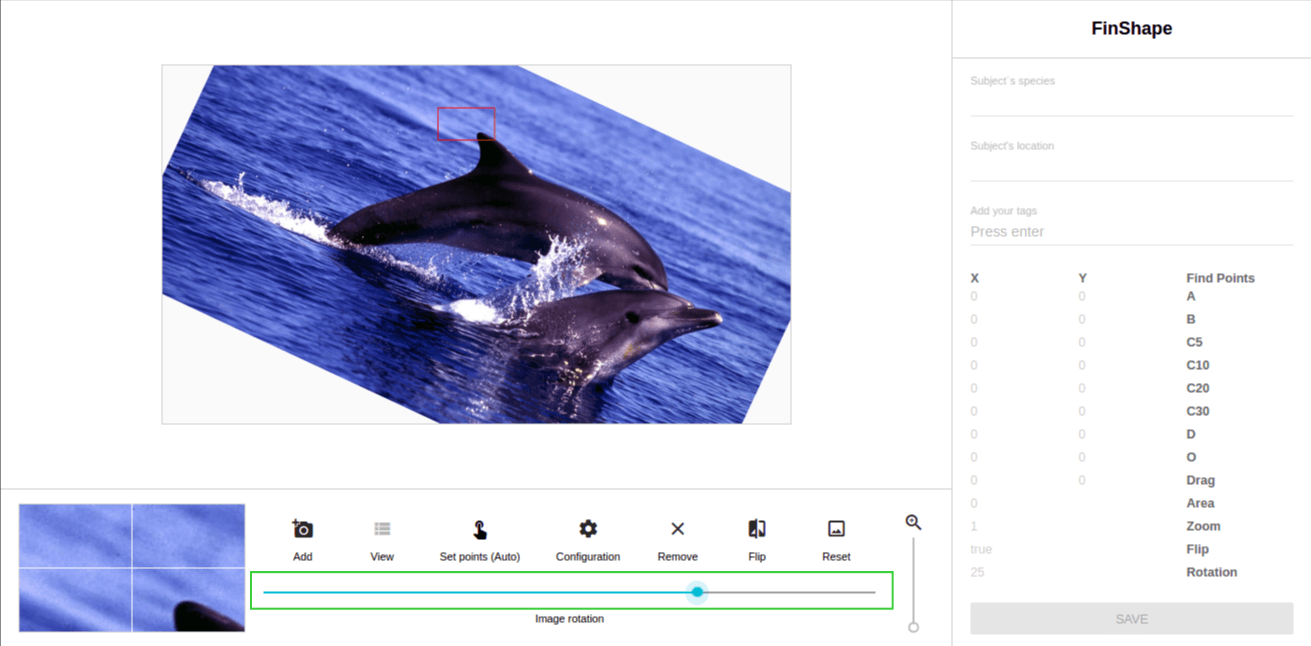 FinShape
Subject`s species
Subject's location
Add your tags
Press enter
X Y Find Points
0 0 A
0 0 B
0 0 C5
0 0 C10
0 0 C20
0 0 C30
0 0 D
0 0 O
0 0 Drag
0 Area
1 Zoom
true Flip
25 Rotation
SAVE
Add View Set points (Auto) Configuration Remove Flip Reset
Image rotation